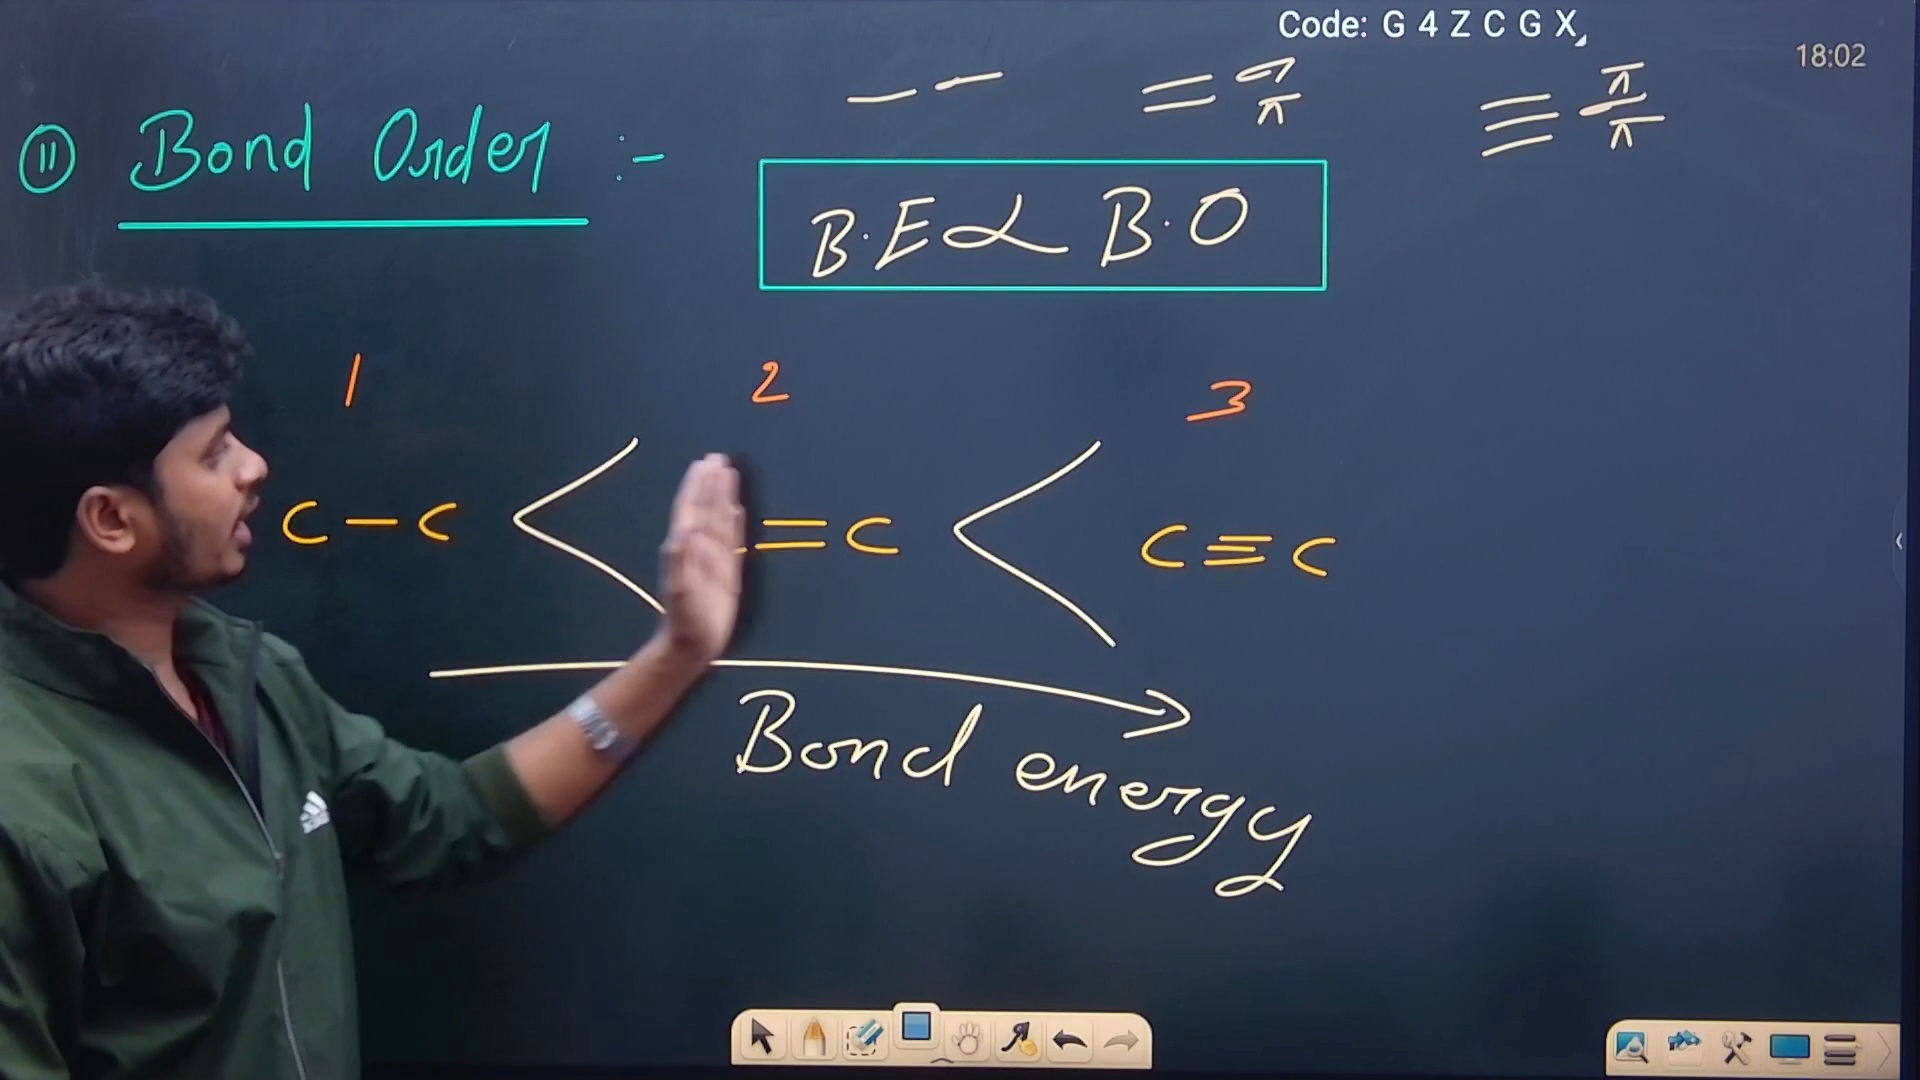 Code: G 4 Z C G X
18:02
— — = σ π ≡ π σ π
(11) Bond Order :-
B.E ∝ B.O
1 2 3
C – C < = C < C ≡ C
Bond energy